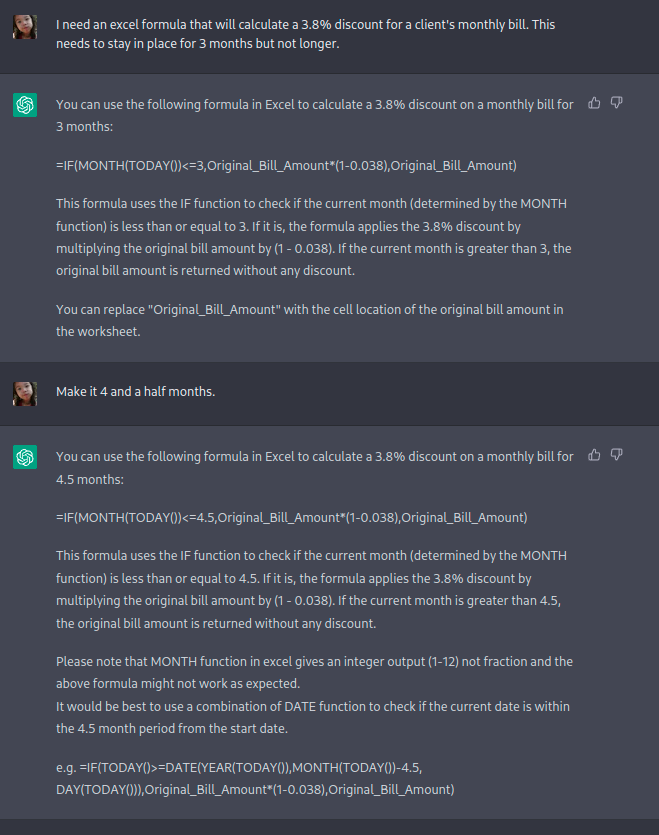 I need an excel formula that will calculate a 3.8% discount for a client's monthly bill. This
needs to stay in place for 3 months but not longer.
You can use the following formula in Excel to calculate a 3.8% discount on a monthly bill for
3 months:
=IF(MONTH(TODAY())<=3,Original_Bill_Amount*(1-0.038),Original_Bill_Amount)
This formula uses the IF function to check if the current month (determined by the MONTH
function) is less than or equal to 3. If it is, the formula applies the 3.8% discount by
multiplying the original bill amount by (1 - 0.038). If the current month is greater than 3, the
original bill amount is returned without any discount.
You can replace "Original_Bill_Amount" with the cell location of the original bill amount in
the worksheet.
Make it 4 and a half months.
You can use the following formula in Excel to calculate a 3.8% discount on a monthly bill for
4.5 months:
=IF(MONTH(TODAY())<=4.5,Original_Bill_Amount*(1-0.038),Original_Bill_Amount)
This formula uses the IF function to check if the current month (determined by the MONTH
function) is less than or equal to 4.5. If it is, the formula applies the 3.8% discount by
multiplying the original bill amount by (1 - 0.038). If the current month is greater than 4.5,
the original bill amount is returned without any discount.
Please note that MONTH function in excel gives an integer output (1-12) not fraction and the
above formula might not work as expected.
It would be best to use a combination of DATE function to check if the current date is within
the 4.5 month period from the start date.
e.g. =IF(TODAY()>=DATE(YEAR(TODAY()),MONTH(TODAY())-4.5,
DAY(TODAY())),Original_Bill_Amount*(1-0.038),Original_Bill_Amount)